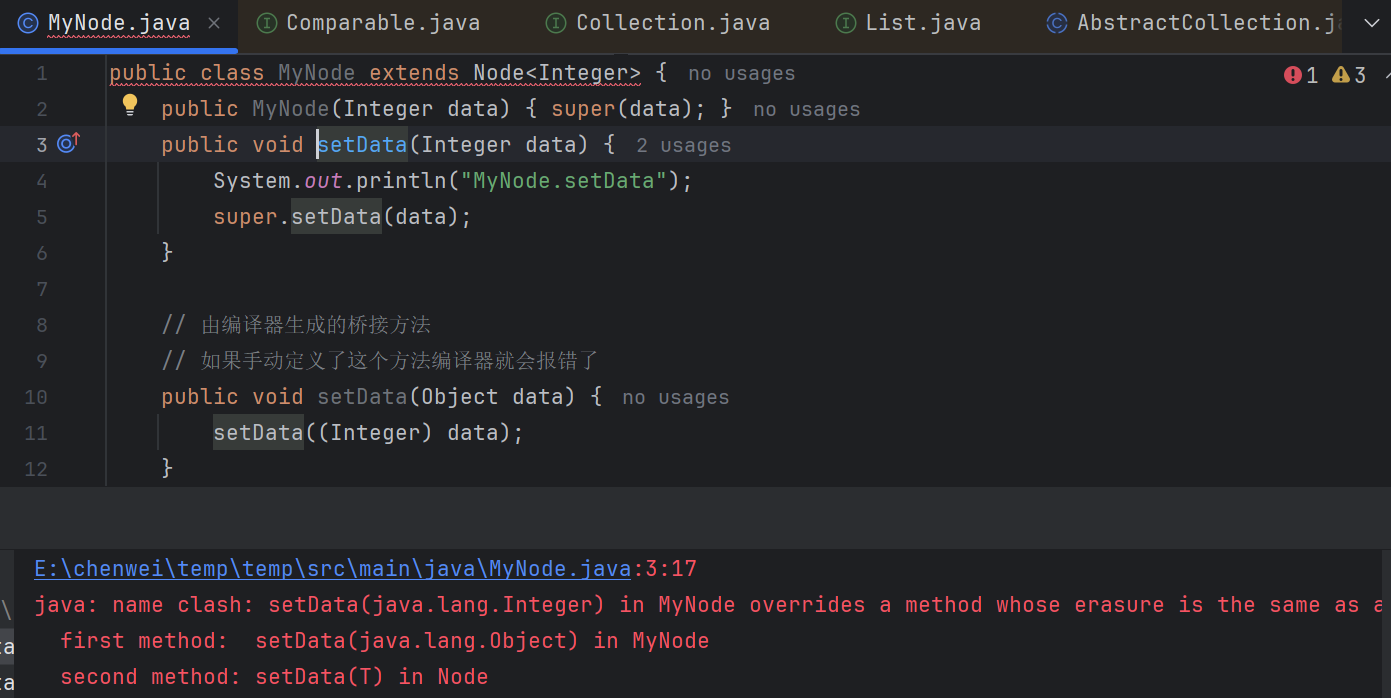 MyNode.java × Comparable.java Collection.java List.java AbstractCollection.j
1 public class MyNode extends Node<Integer> { no usages 1 3
2 public MyNode(Integer data) { super(data); } no usages
3 public void setData(Integer data) { 2 usages
4 System.out.println("MyNode.setData");
5 super.setData(data);
6 }
7
8 // 由编译器生成的桥接方法
9 // 如果手动定义了这个方法编译器就会报错了
10 public void setData(Object data) { no usages
11 setData((Integer) data);
12 }
E:\chenwei\temp\temp\src\main\java\MyNode.java:3:17
java: name clash: setData(java.lang.Integer) in MyNode overrides a method whose erasure is the same as a
first method: setData(java.lang.Object) in MyNode
second method: setData(T) in Node